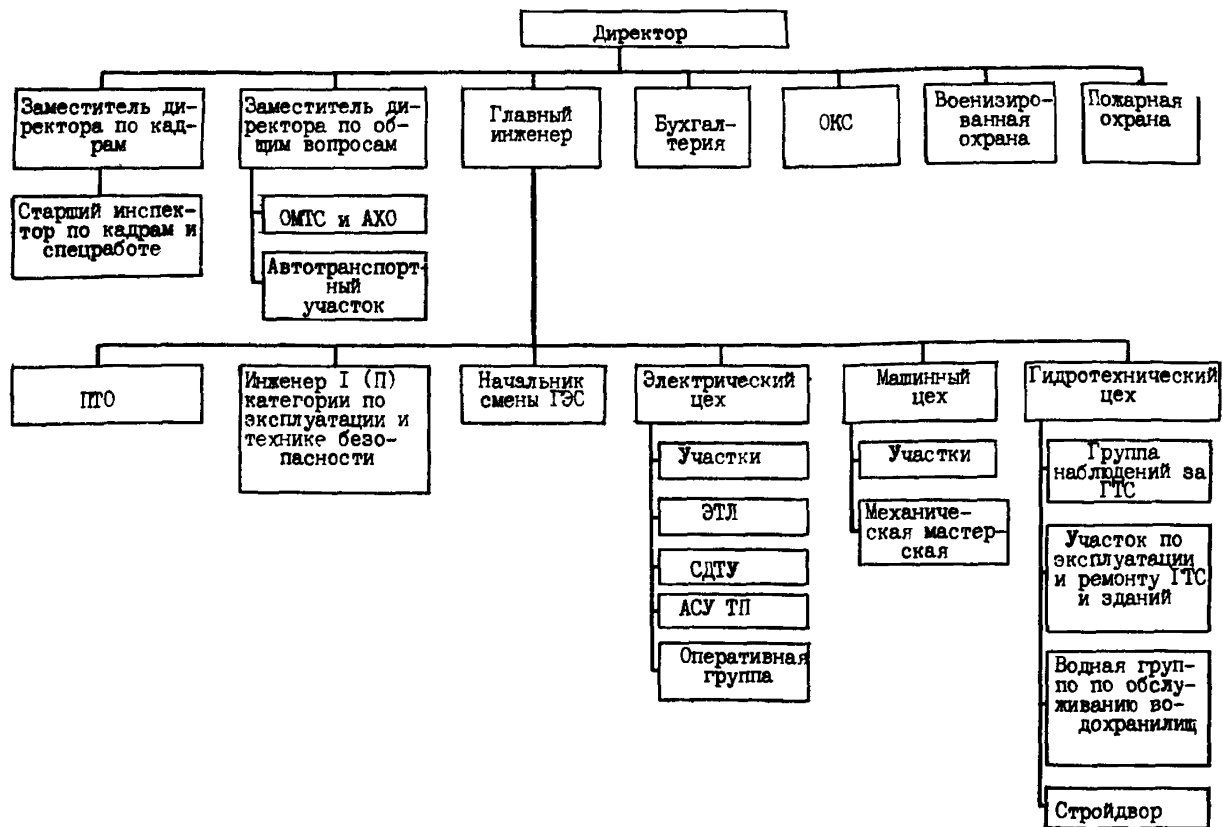 Директор
Заместитель ди-
ректора по кад-
рам
Заместитель ди-
ректора по об-
щим вопросам
Главный
инженер
Бухгал-
терия
ОКС
Военизиро-
ванная
охрана
Пожарная
охрана
Старший инспек-
тор по кадрам и
спецработе
ОМТС и АХО
Автотранспорт-
ный
участок
ПТО
Инженер I (П)
категории по
эксплуатации и
технике безо-
пасности
Начальник
смены ГЭС
Электрический
цех
Машинный
цех
Гидротехнический
цех
Участки
ЭТЛ
СДТУ
АСУ ТП
Оперативная
группа
Участки
Механиче-
ская мастер-
ская
Группа
наблюдений за
ГТС
Участок по
эксплуатации
и ремонту ГТС
и зданий
Водная груп-
по по обслу-
живанию во-
дохранилищ
Стройдвор